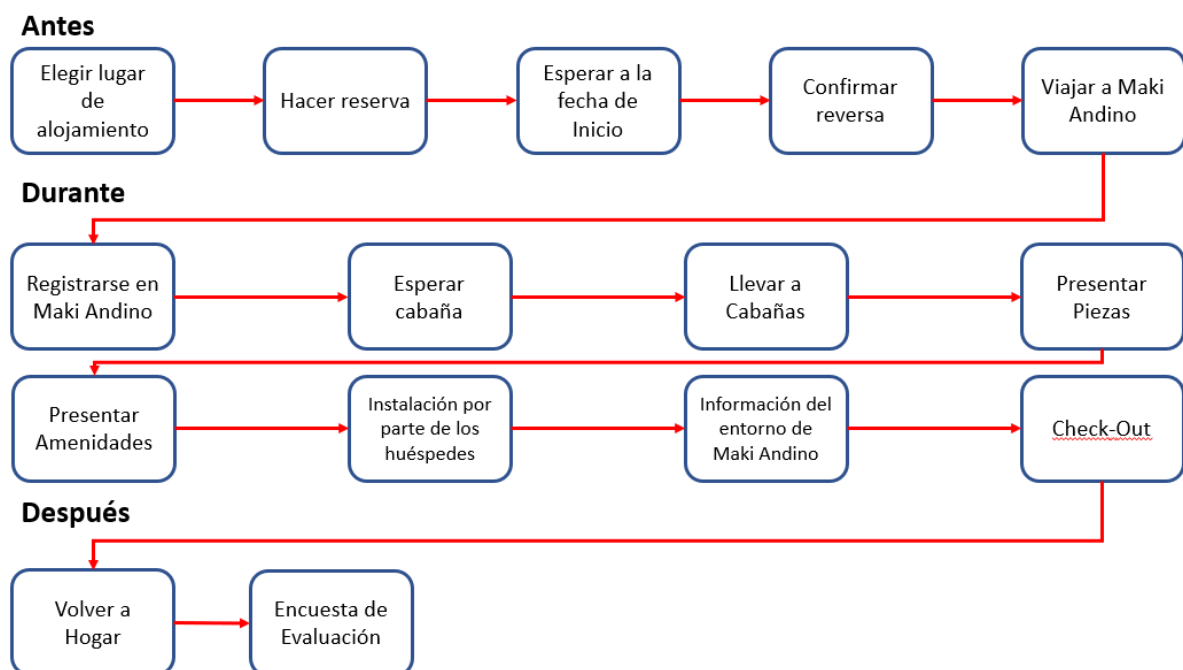 Antes
Elegir lugar
de
alojamiento
Hacer reserva
Esperar a la
fecha de
Inicio
Confirmar
reversa
Viajar a Maki
Andino
Durante
Registrarse en
Maki Andino
Esperar
cabaña
Llevar a
Cabañas
Presentar
Piezas
Presentar
Amenidades
Instalación por
parte de los
huéspedes
Información del
entorno de
Maki Andino
Check-Out
Después
Volver a
Hogar
Encuesta de
Evaluación